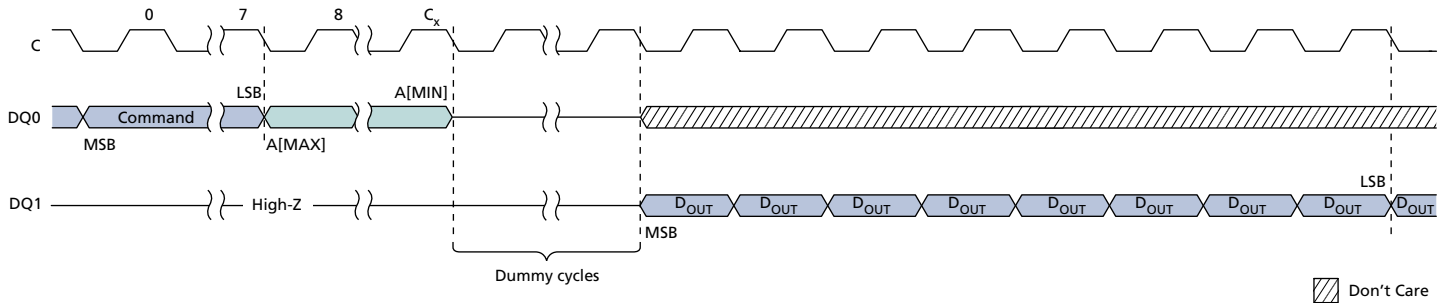 0 7 8 Cx
C
LSB A[MIN]
DQ0 Command
MSB A[MAX]
LSB
DQ1 High-Z DOUT DOUT DOUT DOUT DOUT DOUT DOUT DOUT DOUT
MSB
Dummy cycles
Don't Care